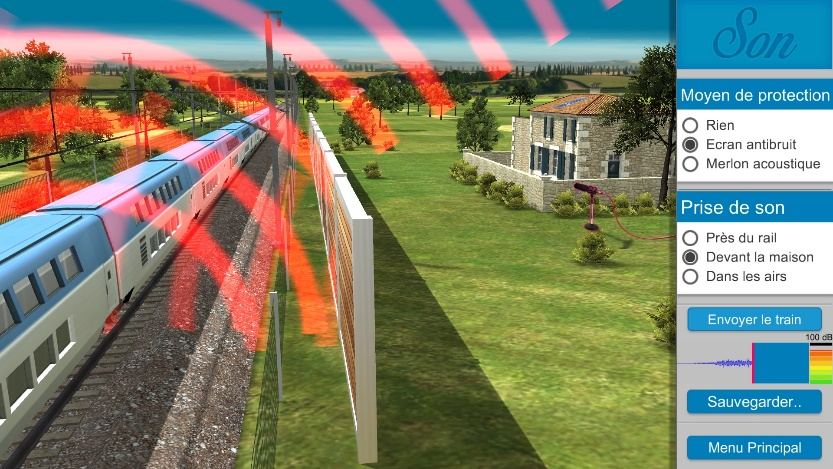 Son
Moyen de protection
Rien
Ecran antibruit
Merlon acoustique
Prise de son
Près du rail
Devant la maison
Dans les airs
Envoyer le train
100 dB
Sauvegarder..
Menu Principal